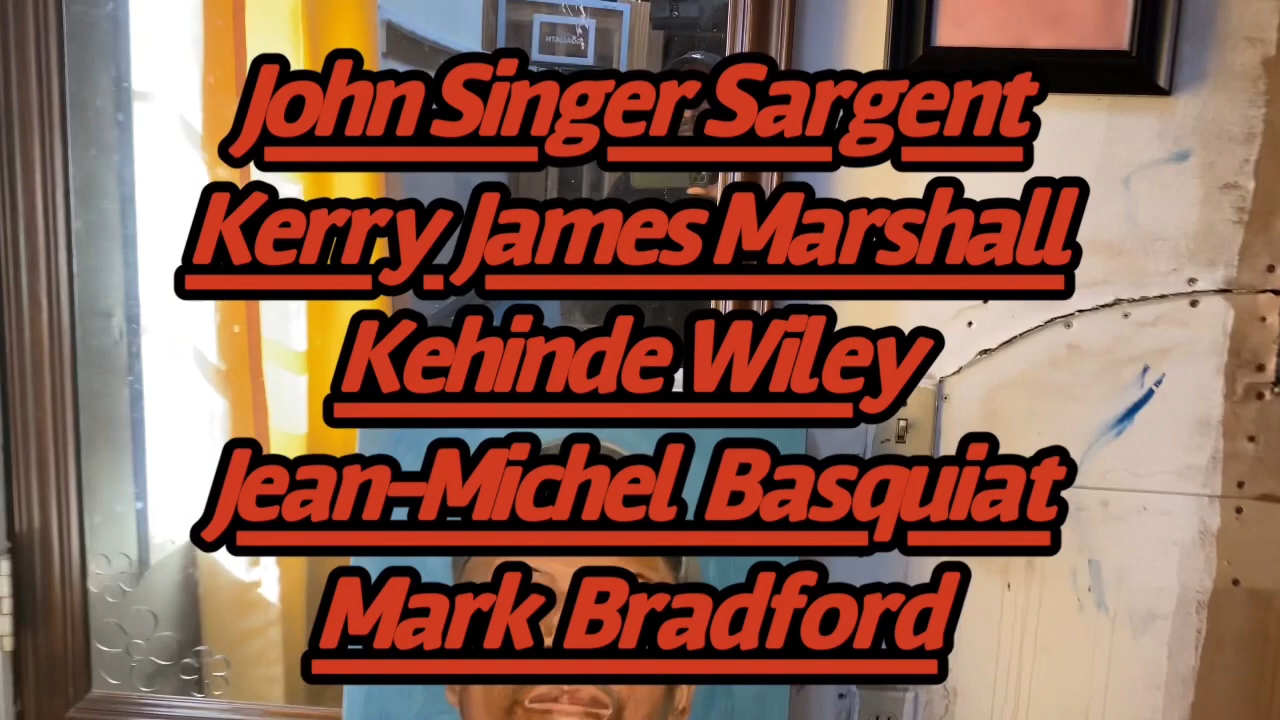 John Singer Sargent
Kerry James Marshall
Kehinde Wiley
Jean-Michel Basquiat
Mark Bradford